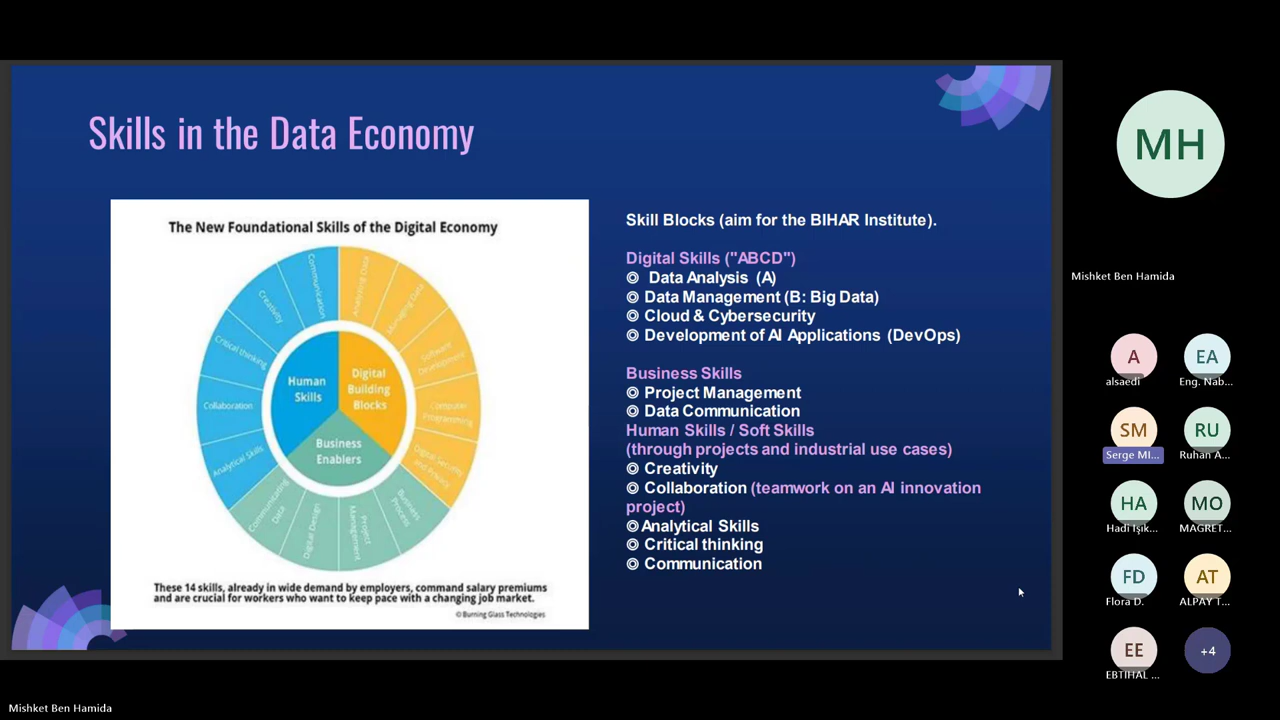 Skills in the Data Economy
The New Foundational Skills of the Digital Economy
Communication
Creativity
Critical thinking
Collaboration
Analytical Skills
Analyzing Data
Managing Data
Software
Development
Computer
Programming
Digital Security
And Privacy
Communicating
Data
Digital Design
Project
Management
Business
Process
Human
Skills
Digital
Building
Blocks
Business
Enablers
These 14 skills, already in wide demand by employers, command salary premiums
and are crucial for workers who want to keep pace with a changing job market.
© Burning Glass Technologies
Skill Blocks (aim for the BIHAR Institute).
Digital Skills ("ABCD")
◎ Data Analysis (A)
◎ Data Management (B: Big Data)
◎ Cloud & Cybersecurity
◎ Development of AI Applications (DevOps)
Business Skills
◎ Project Management
◎ Data Communication
Human Skills / Soft Skills
(through projects and industrial use cases)
◎ Creativity
◎ Collaboration (teamwork on an AI innovation
project)
◎ Analytical Skills
◎ Critical thinking
◎ Communication
MH
Mishket Ben Hamida
A
alsaedi
EA
Eng. Nab...
SM
Serge MI...
RU
Ruhan A...
HA
Hadi Işık...
MO
MAGRET...
FD
Flora D.
AT
ALPAY T...
EE
EBTIHAL ...
+4
Mishket Ben Hamida